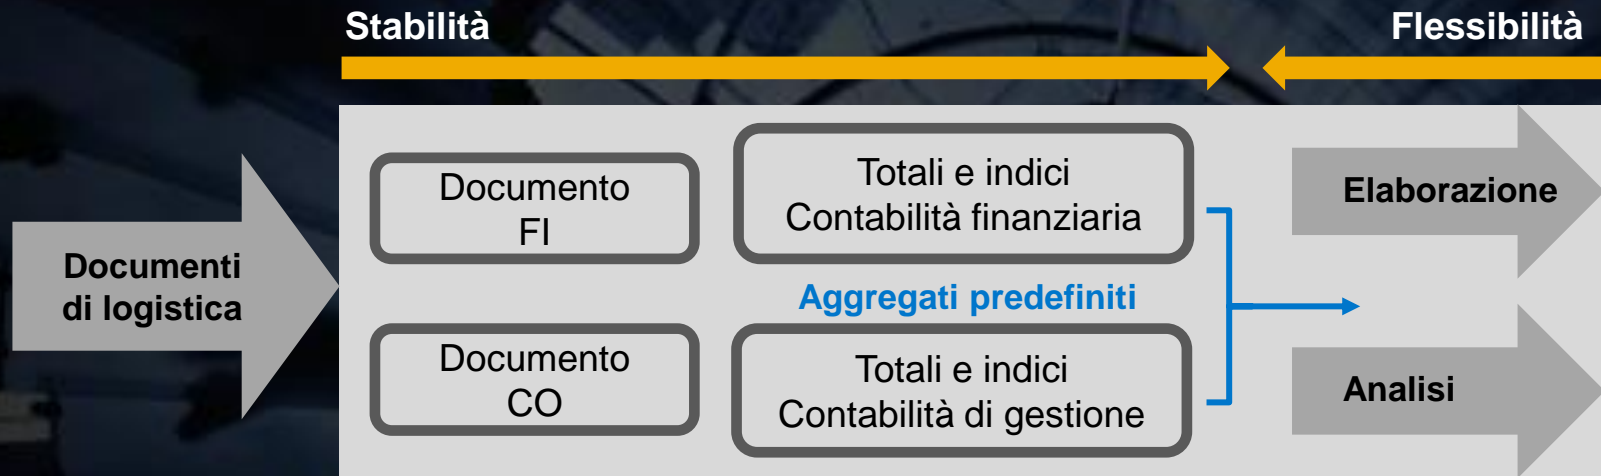 Stabilità
Flessibilità
Documenti
di logistica
Documento
FI
Totali e indici
Contabilità finanziaria
Aggregati predefiniti
Documento
CO
Totali e indici
Contabilità di gestione
Elaborazione
Analisi